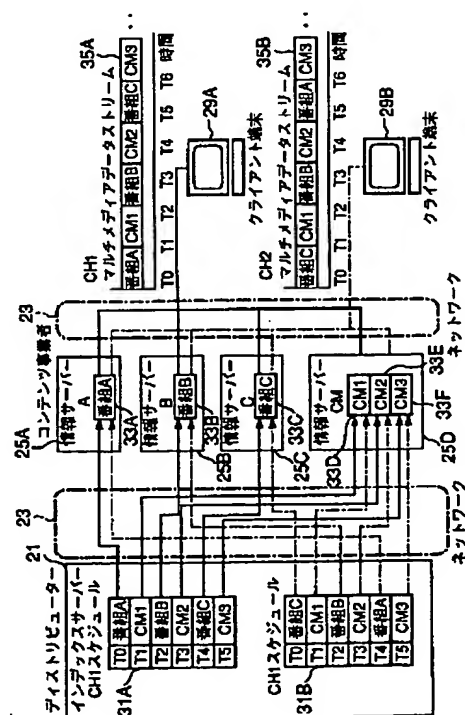 21
ディストリビューター
インデックスサーバー
CH1スケジュール
T0 番組A
T1 CM1
T2 番組B
T3 CM2
T4 番組C
T5 CM3
31A
CH1スケジュール
T0 番組C
T1 CM1
T2 番組B
T3 CM2
T4 番組A
T5 CM3
31B
23
ネットワーク
コンテンツ事業者
25A
情報サーバー
A
番組A
33A
情報サーバー
B
番組B
33B
25B
情報サーバー
C
番組C
33C
25C
情報サーバー
CM
CM1
CM2
CM3
33D
33E
33F
25D
23
ネットワーク
CH1
マルチメディアデータストリーム
35A
番組A CM1 番組B CM2 番組C CM3
T0 T1 T2 T3 T4 T5 T6 時間
29A
クライアント端末
CH2
マルチメディアデータストリーム
35B
番組C CM1 番組B CM2 番組A CM3
T0 T1 T2 T3 T4 T5 T6 時間
29B
クライアント端末